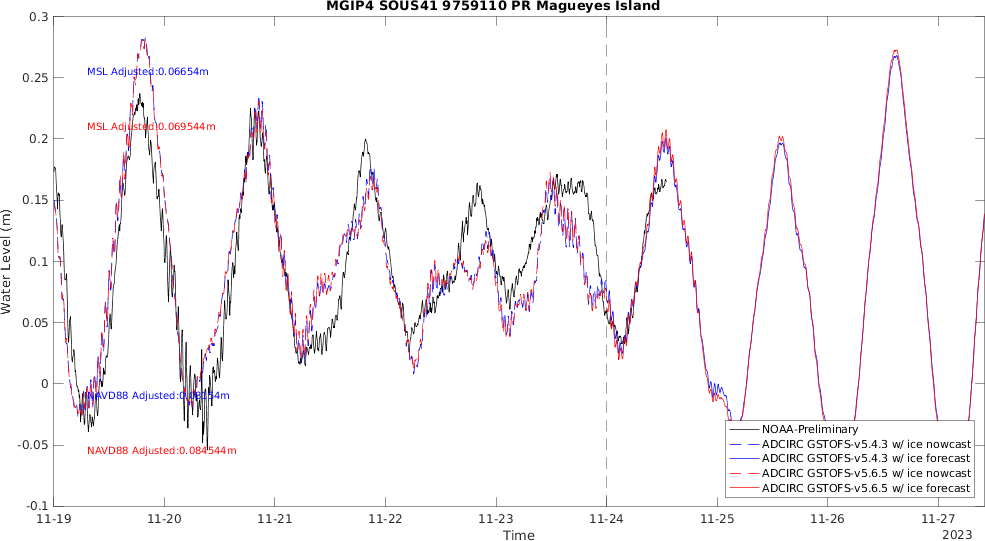 MGIP4 SOUS41 9759110 PR Magueyes Island
0.3
0.25
0.2
0.15
0.1
0.05
0
-0.05
-0.1
Water Level (m)
MSL Adjusted:0.06654m
MSL Adjusted:0.069544m
NAVD88 Adjusted:0.08154m
NAVD88 Adjusted:0.084544m
NOAA-Preliminary
ADCIRC GSTOFS-v5.4.3 w/ ice nowcast
ADCIRC GSTOFS-v5.4.3 w/ ice forecast
ADCIRC GSTOFS-v5.6.5 w/ ice nowcast
ADCIRC GSTOFS-v5.6.5 w/ ice forecast
11-19 11-20 11-21 11-22 11-23 11-24 11-25 11-26 11-27
Time
2023